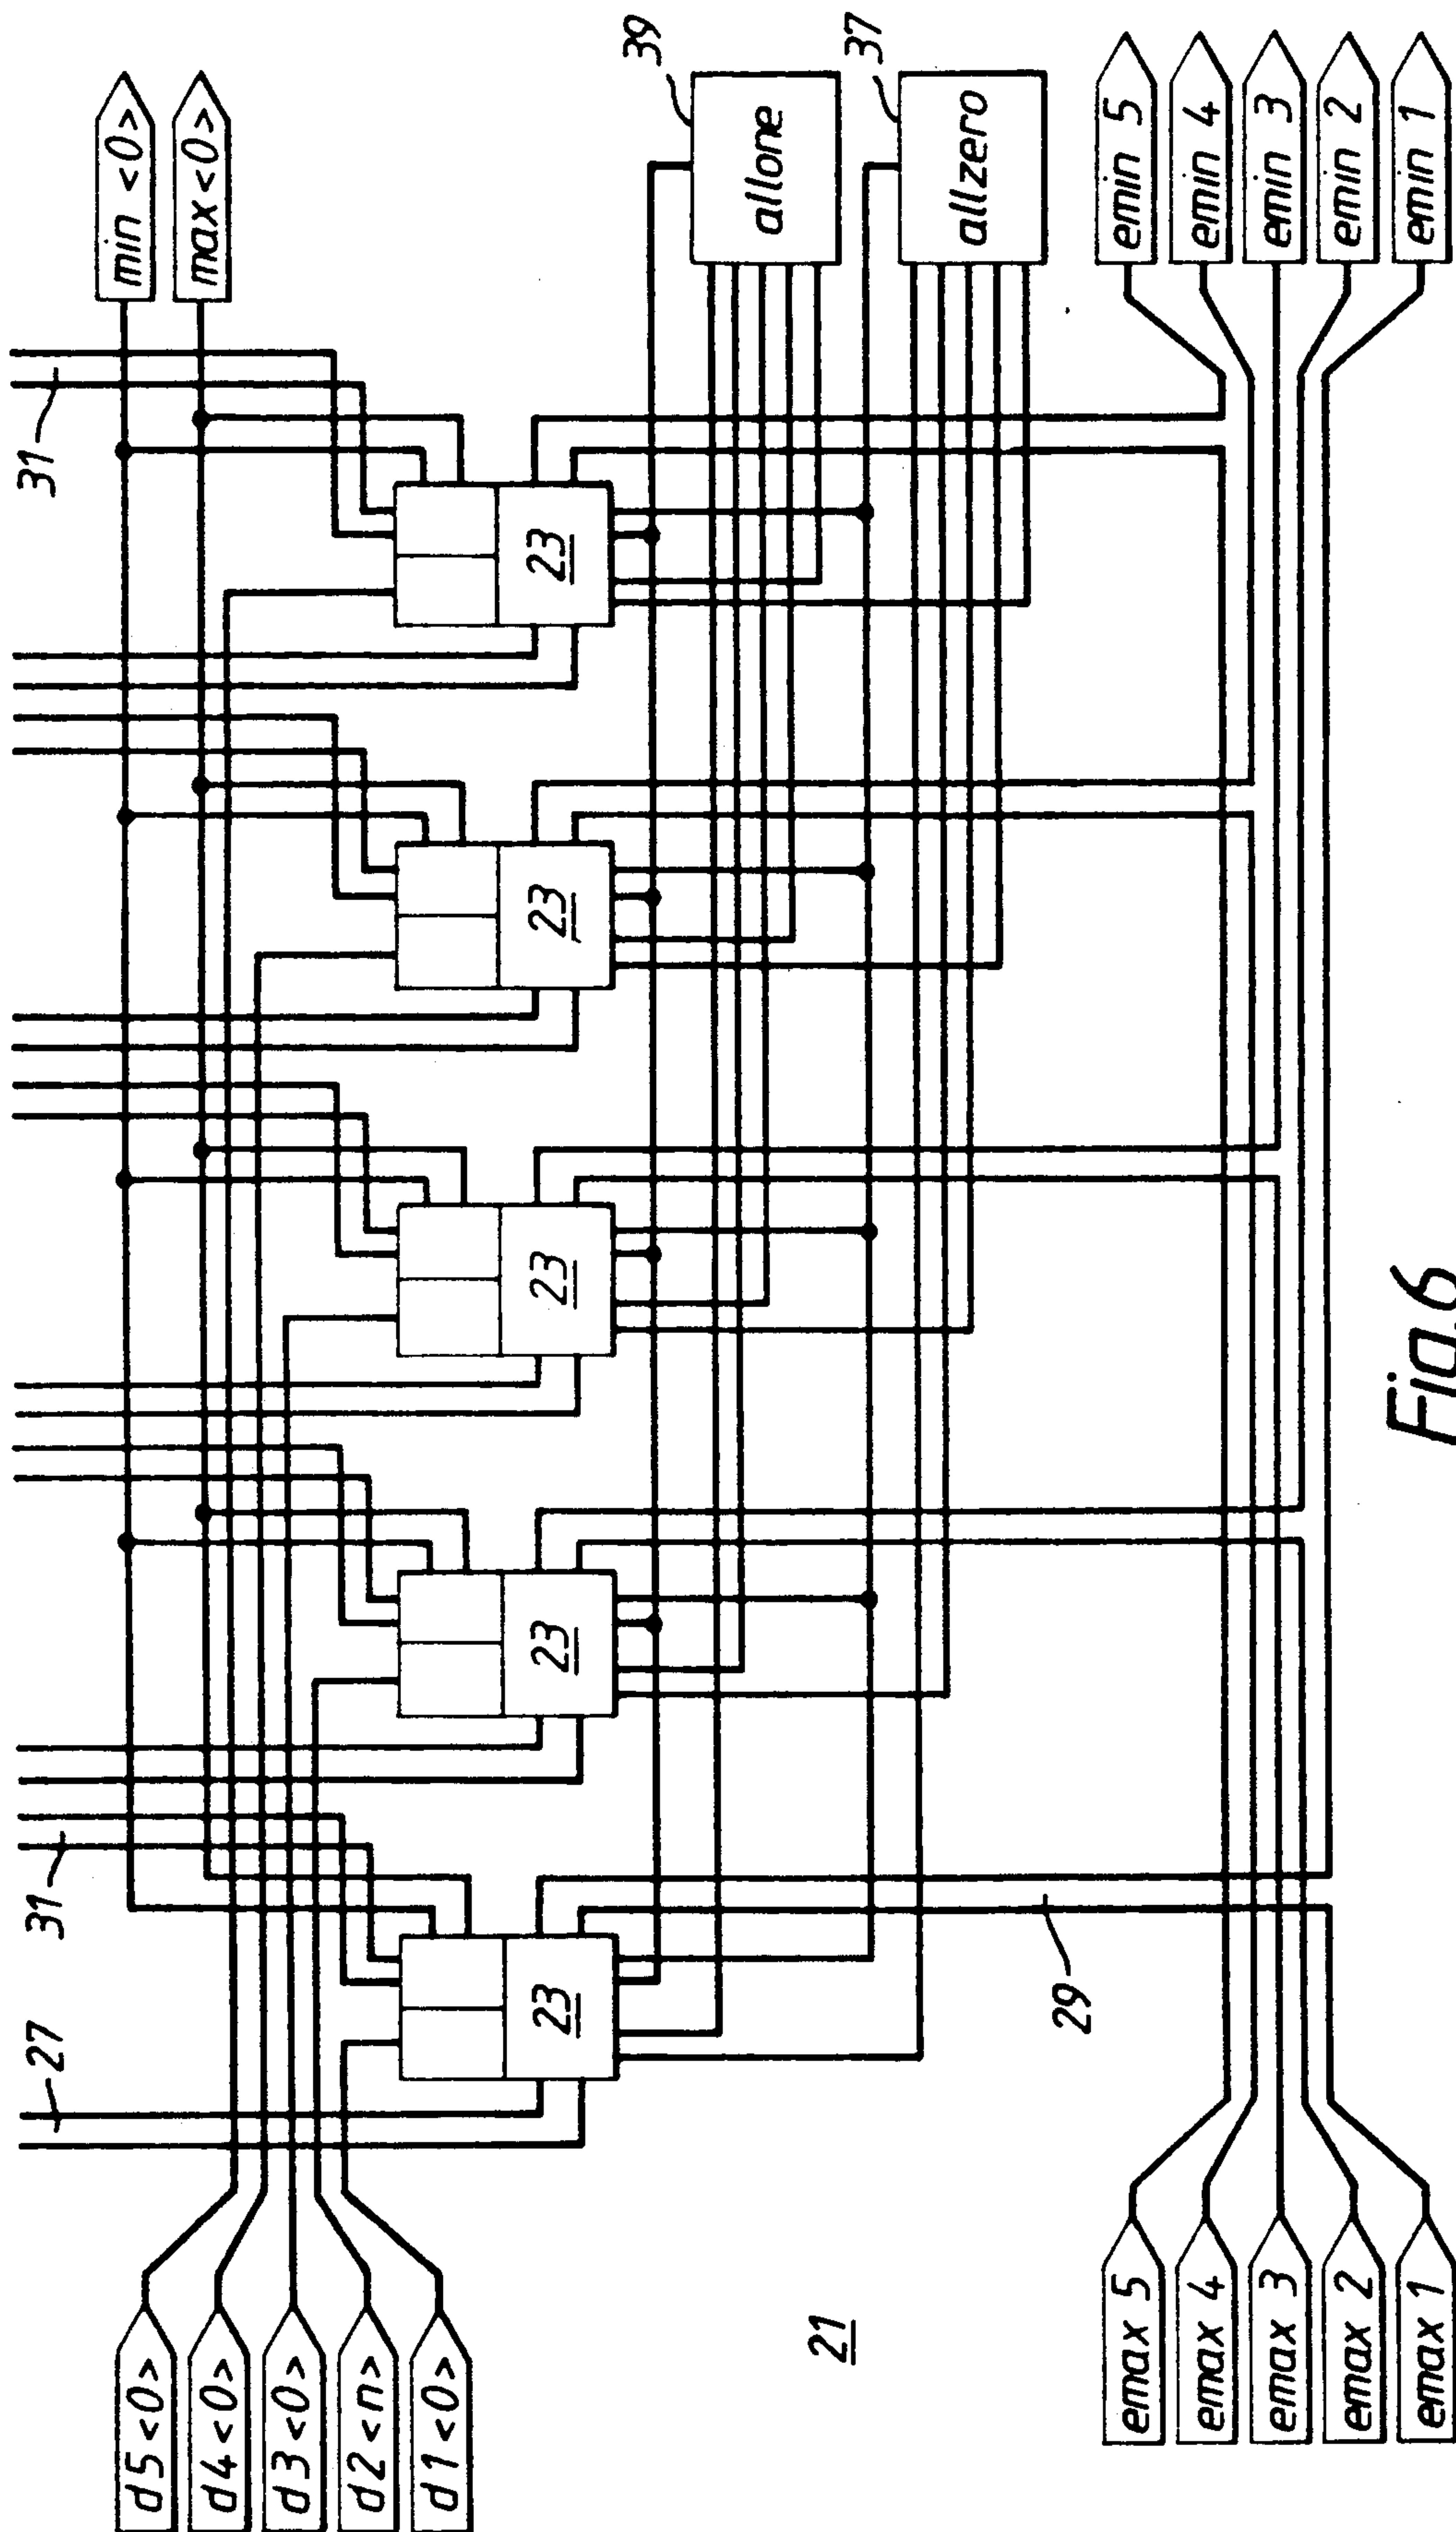 31
27
31
min <0>
max <0>
d5 <0>
d4 <0>
d3 <0>
d2 <n>
d1 <0>
23
23
23
23
23
39
allone
37
allzero
29
21
emax 5
emax 4
emax 3
emax 2
emax 1
emin 5
emin 4
emin 3
emin 2
emin 1
Fig.6